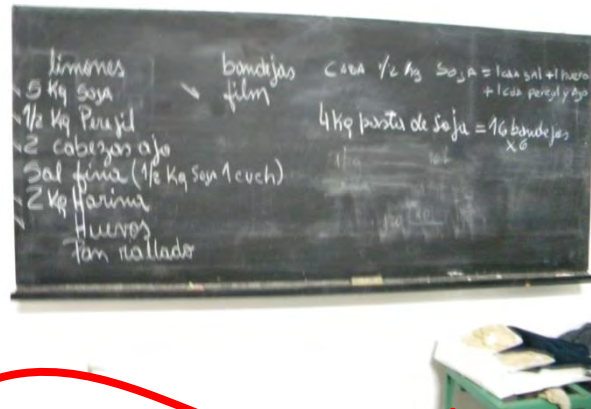 limones
5 Kg Soja
1/2 Kg Perejil
2 cabezas ajo
Sal fina (1/2 Kg Soja 1 cuch)
2 Kg Harina
Huevos
Pan rallado
bandejas
film
CADA 1/2 Kg SOJA = 1 cda sal + 1 huevo
+ 1 cda perejil y ajo
4 Kg pasta de soja = 16 bandejas
x6